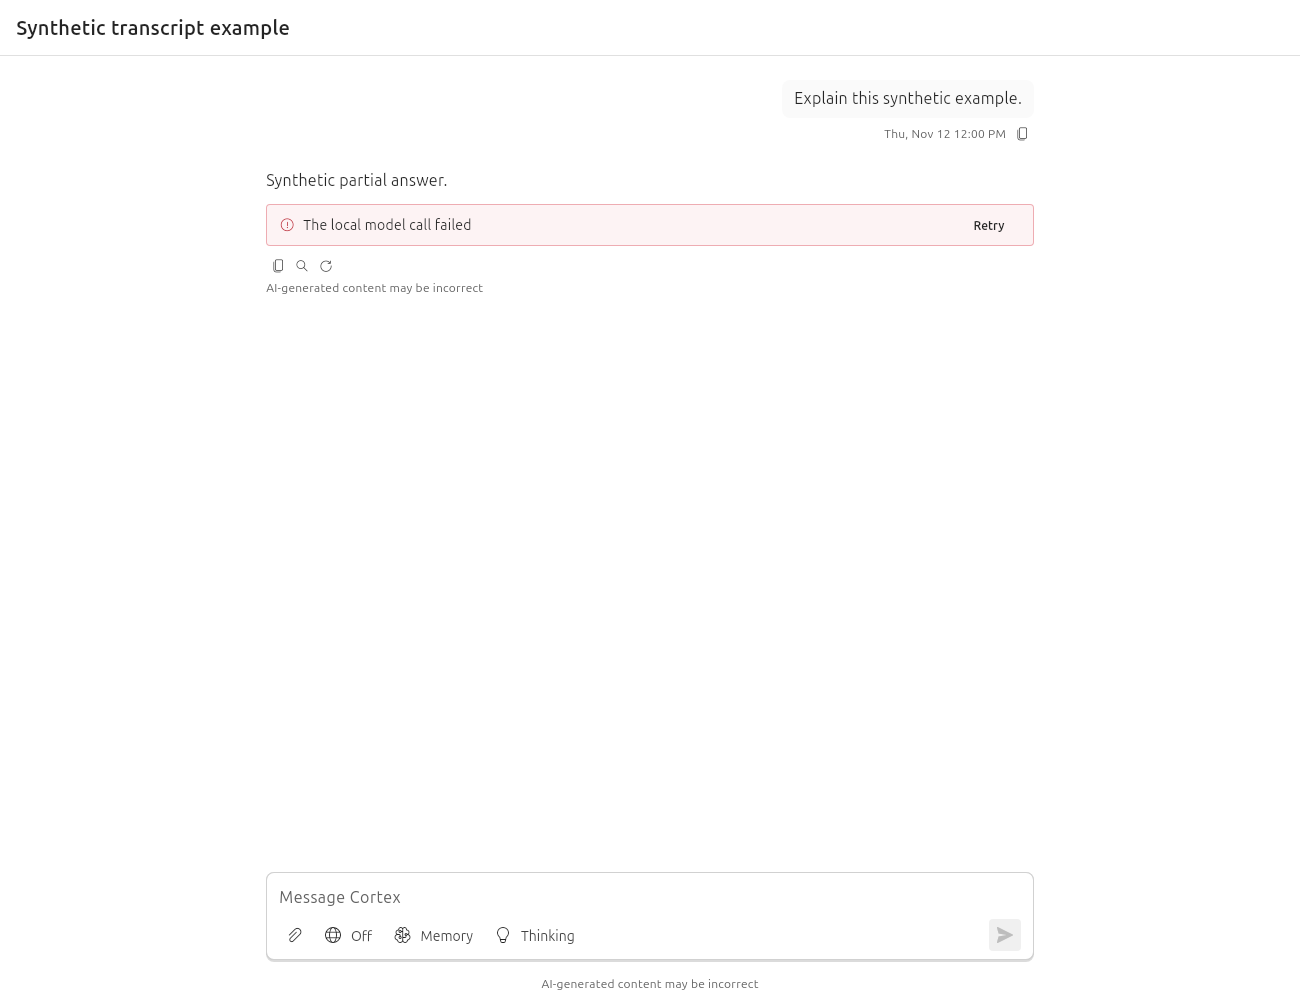 Synthetic transcript example
Explain this synthetic example.
Thu, Nov 12 12:00 PM
Synthetic partial answer.
The local model call failed
Retry
AI-generated content may be incorrect
Message Cortex
Off
Memory
Thinking
AI-generated content may be incorrect